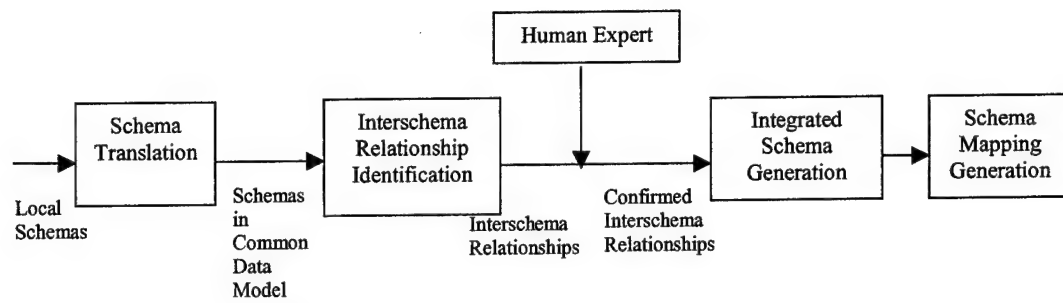 Human Expert
Schema
Translation
Interschema
Relationship
Identification
Integrated
Schema
Generation
Schema
Mapping
Generation
Local
Schemas
Schemas
in
Common
Data
Model
Interschema
Relationships
Confirmed
Interschema
Relationships